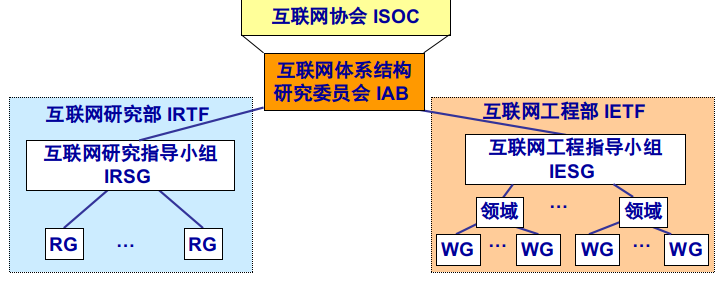 互联网协会 ISOC
互联网体系结构
研究委员会 IAB
互联网研究部 IRTF
互联网研究指导小组
IRSG
RG
…
RG
互联网工程部 IETF
互联网工程指导小组
IESG
领域
…
领域
WG
…
WG
WG
…
WG